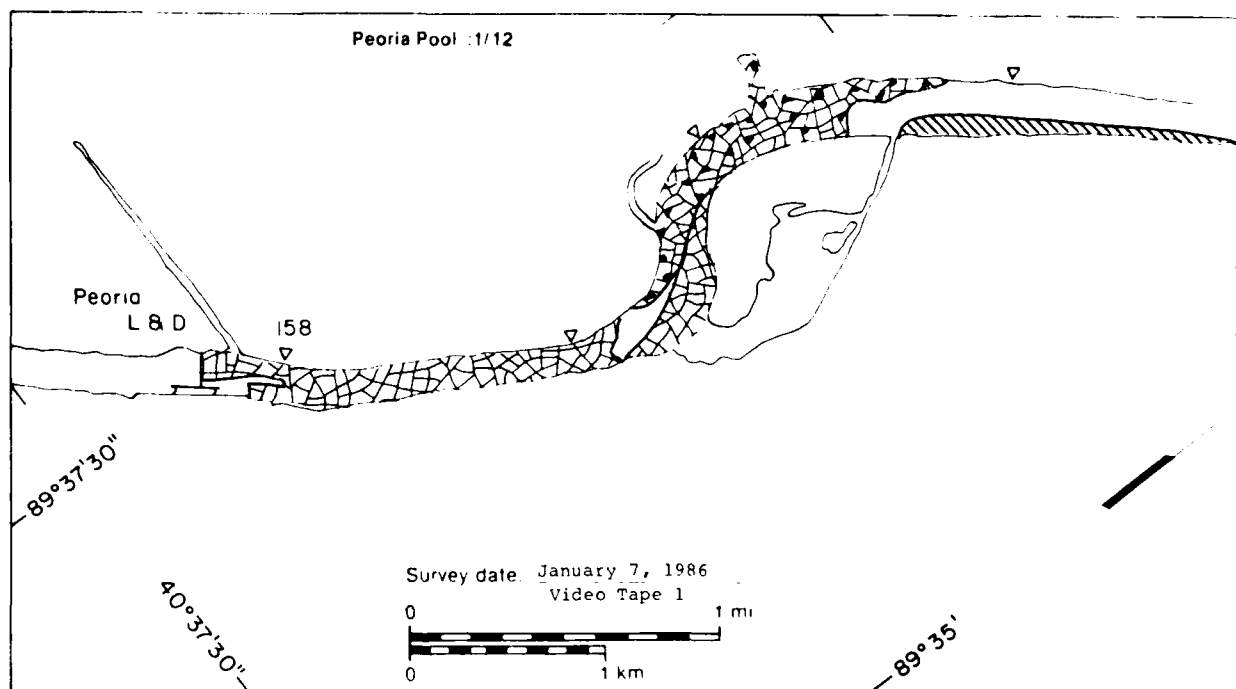 Peoria Pool :1/12
Peoria
L & D
158
89°37'30"
Survey date. January 7, 1986
Video Tape 1
40°37'30"
0 1 mi
0 1 km
89°35'